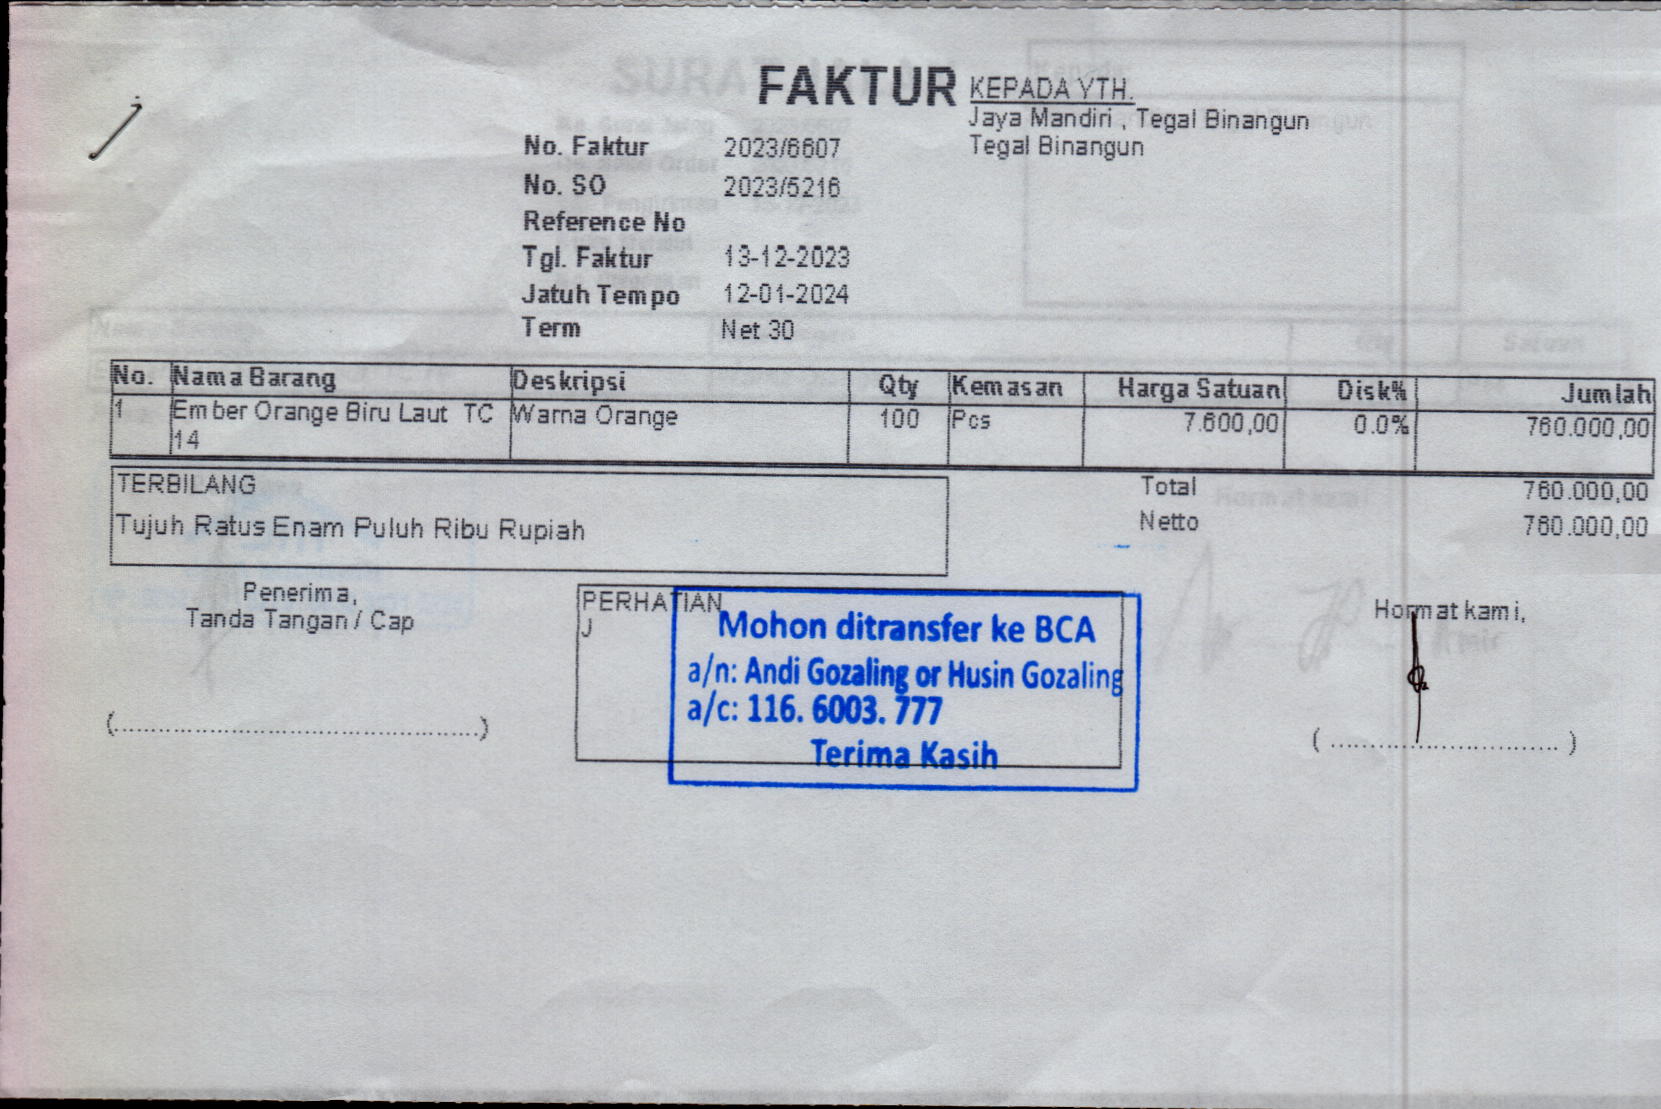 FAKTUR
KEPADA YTH.
Jaya Mandiri , Tegal Binangun
Tegal Binangun
No. Faktur 2023/6607
No. SO 2023/5216
Reference No
Tgl. Faktur 13-12-2023
Jatuh Tempo 12-01-2024
Term Net 30
No. Nama Barang Deskripsi Qty Kemasan Harga Satuan Disk% Jumlah
1 Ember Orange Biru Laut TC Warna Orange 100 Pcs 7.600,00 0.0% 760.000,00
14
TERBILANG
Tujuh Ratus Enam Puluh Ribu Rupiah
Total 760.000,00
Netto 760.000,00
Penerima,
Tanda Tangan / Cap
(................................................)
PERHATIAN
J
Mohon ditransfer ke BCA
a/n: Andi Gozaling or Husin Gozaling
a/c: 116. 6003. 777
Terima Kasih
Hormat kami,
( .............................. )